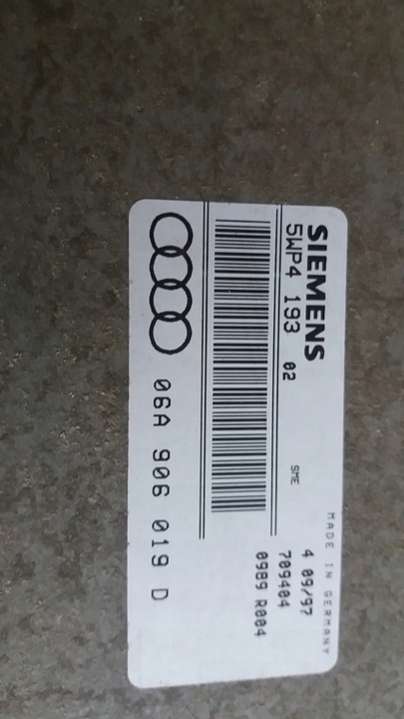 SIEMENS
MADE IN GERMANY
5WP4 193 02
SME
4 09/97
709404
0989 R004
06A 906 019 D